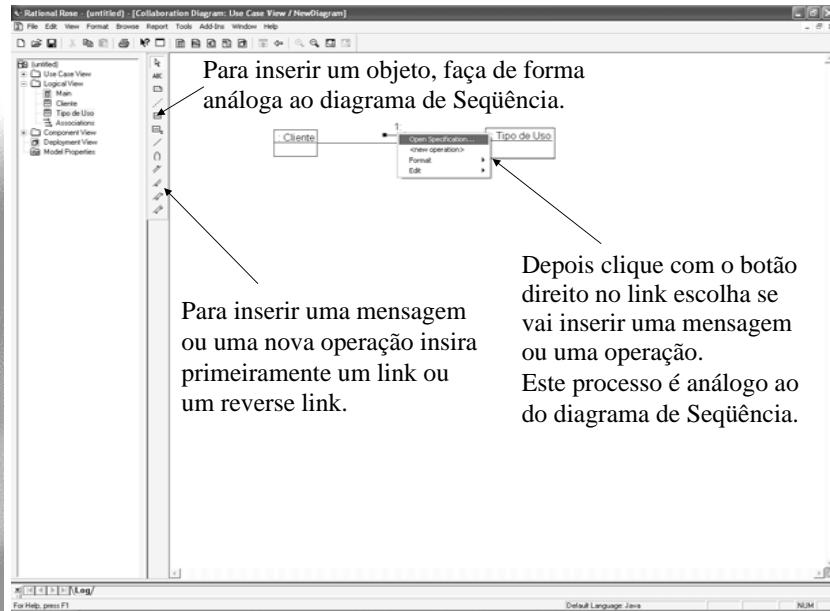 Rational Rose - (untitled) - [Collaboration Diagram: Use Case View / NewDiagram]
File Edit View Format Browse Report Tools Add-Ins Window Help
(untitled)
Use Case View
Logical View
Main
Cliente
Tipo de Uso
Associations
Component View
Deployment View
Model Properties
ABC
Para inserir um objeto, faça de forma
análoga ao diagrama de Seqüência.
: Cliente
1:
Open Specification...
<new operation>
Format
Edit
: Tipo de Uso
Para inserir uma mensagem
ou uma nova operação insira
primeiramente um link ou
um reverse link.
Depois clique com o botão
direito no link escolha se
vai inserir uma mensagem
ou uma operação.
Este processo é análogo ao
do diagrama de Seqüência.
Log
For Help, press F1
Default Language: Java
NUM